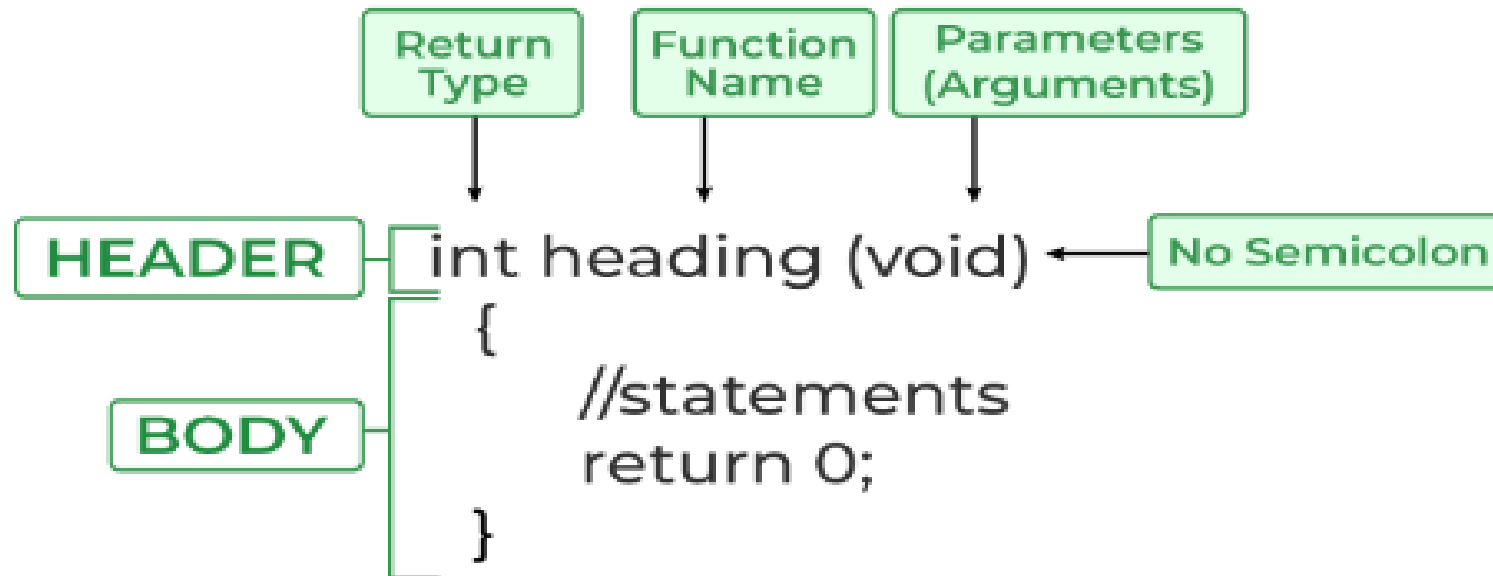 Return
Type
Function
Name
Parameters
(Arguments)
HEADER
int heading (void)
No Semicolon
{
//statements
BODY
return 0;
}